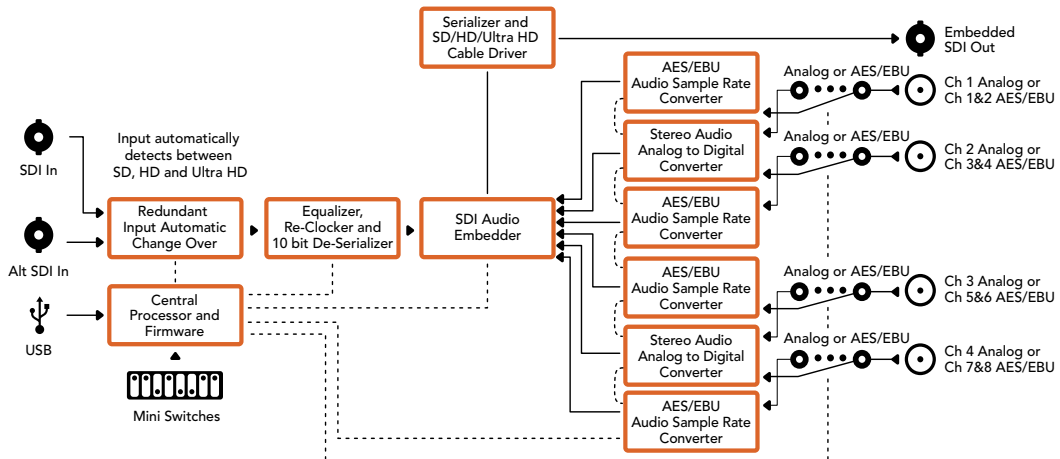 Serializer and
SD/HD/Ultra HD
Cable Driver
Embedded
SDI Out
AES/EBU
Audio Sample Rate
Converter
Analog or AES/EBU
Ch 1 Analog or
Ch 1&2 AES/EBU
SDI In
Input automatically
detects between
SD, HD and Ultra HD
Stereo Audio
Analog to Digital
Converter
Analog or AES/EBU
Ch 2 Analog or
Ch 3&4 AES/EBU
Alt SDI In
Redundant
Input Automatic
Change Over
Equalizer,
Re-Clocker and
10 bit De-Serializer
SDI Audio
Embedder
AES/EBU
Audio Sample Rate
Converter
USB
Central
Processor and
Firmware
AES/EBU
Audio Sample Rate
Converter
Analog or AES/EBU
Ch 3 Analog or
Ch 5&6 AES/EBU
Mini Switches
Stereo Audio
Analog to Digital
Converter
Analog or AES/EBU
Ch 4 Analog or
Ch 7&8 AES/EBU
AES/EBU
Audio Sample Rate
Converter